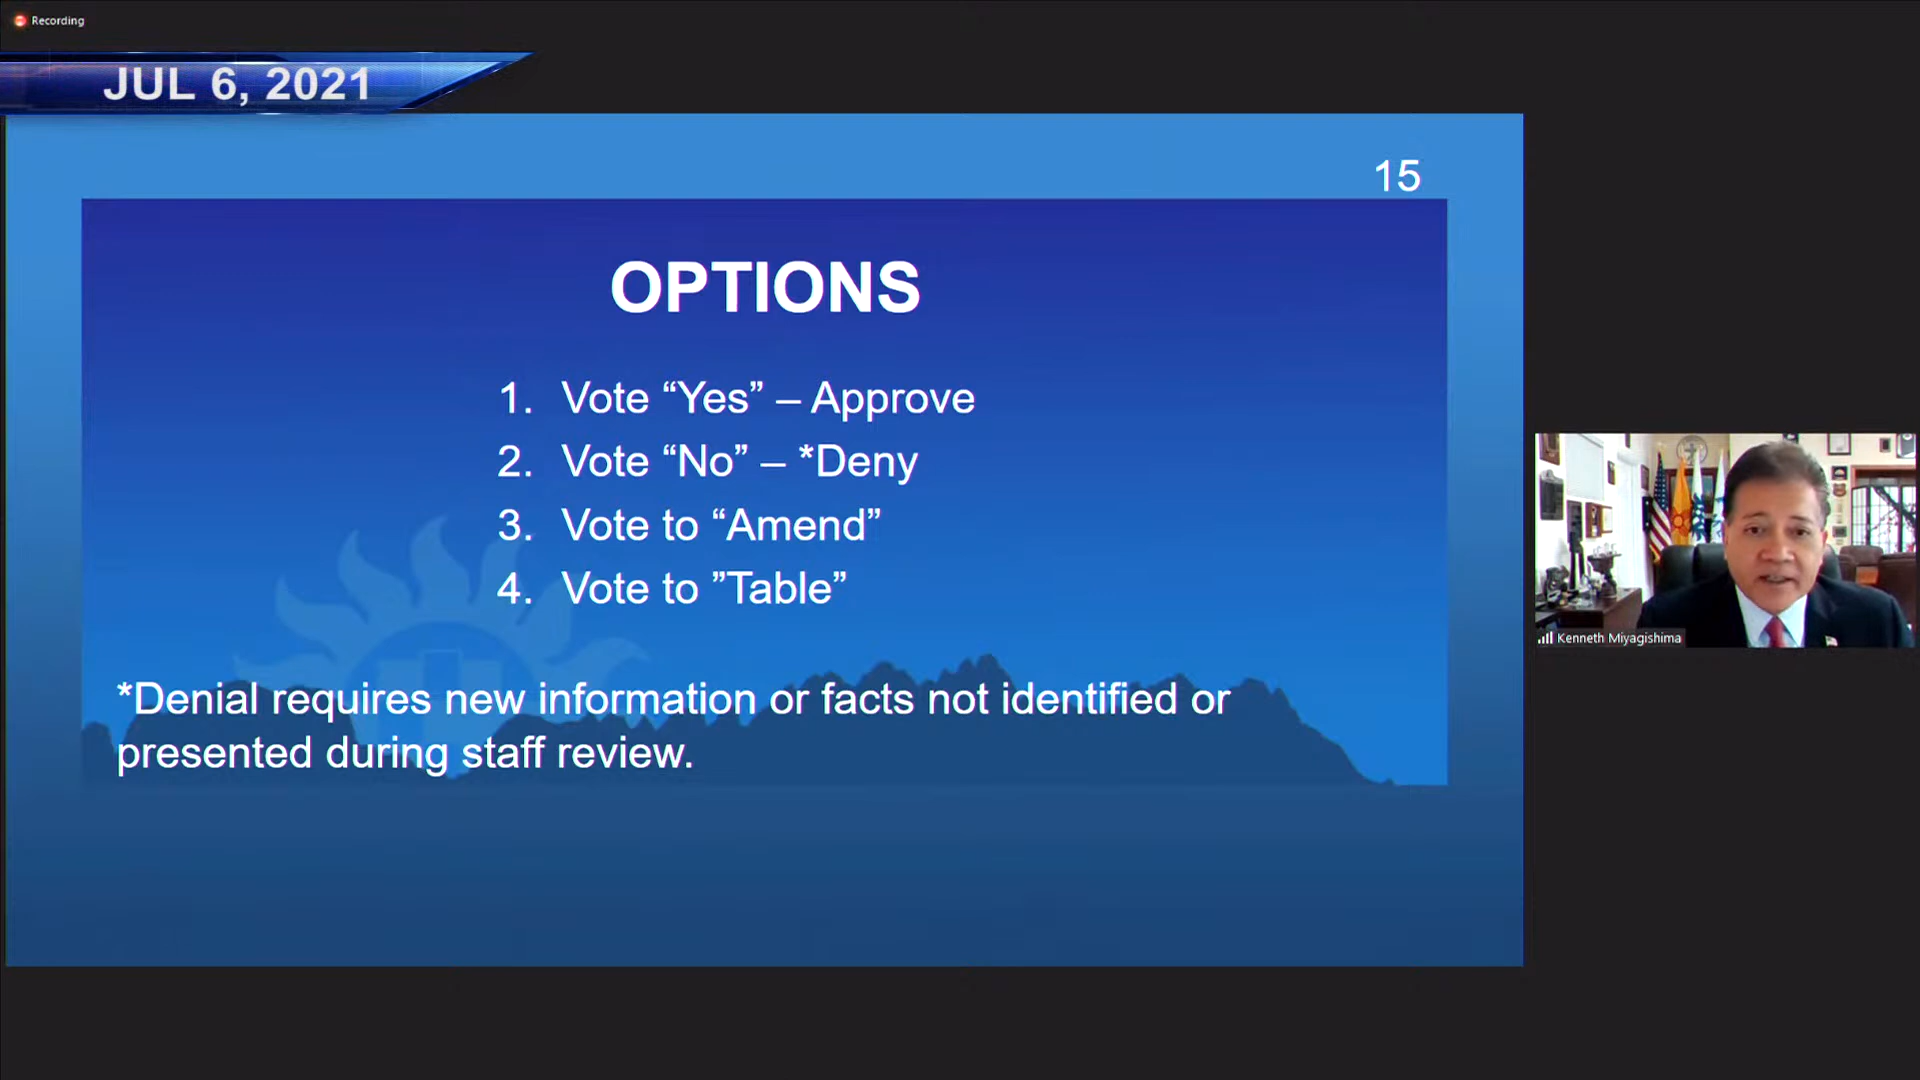 Recording
JUL 6, 2021
15
OPTIONS
1. Vote “Yes” – Approve
2. Vote “No” – *Deny
3. Vote to “Amend”
4. Vote to ”Table”
*Denial requires new information or facts not identified or
presented during staff review.
Kenneth Miyagishima